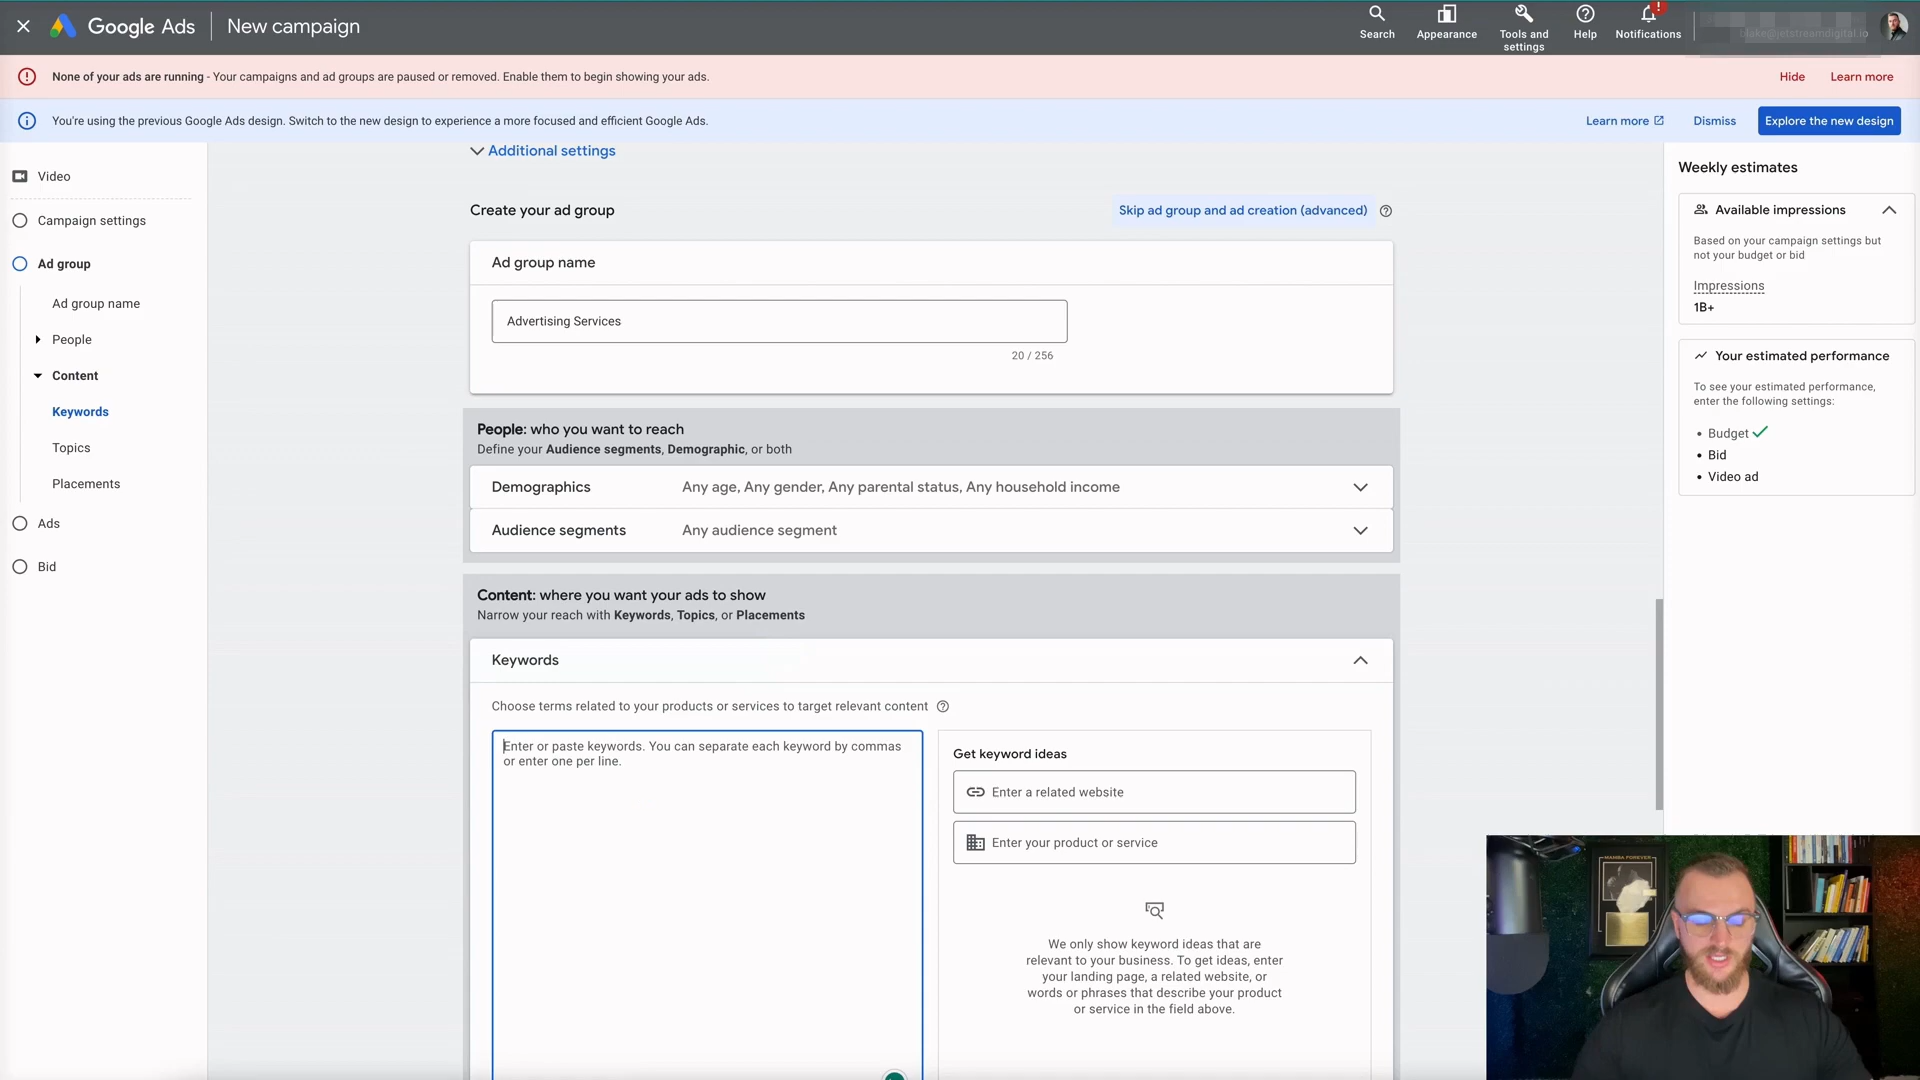 Google Ads
New campaign
Search
Appearance
Tools and
settings
Help
Notifications
!
blake@jetstreamdigital.io
None of your ads are running - Your campaigns and ad groups are paused or removed. Enable them to begin showing your ads.
Hide
Learn more
You're using the previous Google Ads design. Switch to the new design to experience a more focused and efficient Google Ads.
Learn more
Dismiss
Explore the new design
Video
Campaign settings
Ad group
Ad group name
People
Content
Keywords
Topics
Placements
Ads
Bid
Additional settings
Create your ad group
Skip ad group and ad creation (advanced)
Ad group name
Advertising Services
20 / 256
People: who you want to reach
Define your Audience segments, Demographic, or both
Demographics
Any age, Any gender, Any parental status, Any household income
Audience segments
Any audience segment
Content: where you want your ads to show
Narrow your reach with Keywords, Topics, or Placements
Keywords
Choose terms related to your products or services to target relevant content
Enter or paste keywords. You can separate each keyword by commas
or enter one per line.
Get keyword ideas
Enter a related website
Enter your product or service
We only show keyword ideas that are
relevant to your business. To get ideas, enter
your landing page, a related website, or
words or phrases that describe your product
or service in the field above.
Weekly estimates
Available impressions
Based on your campaign settings but
not your budget or bid
Impressions
1B+
Your estimated performance
To see your estimated performance,
enter the following settings:
• Budget
• Bid
• Video ad
MAMBA FOREVER